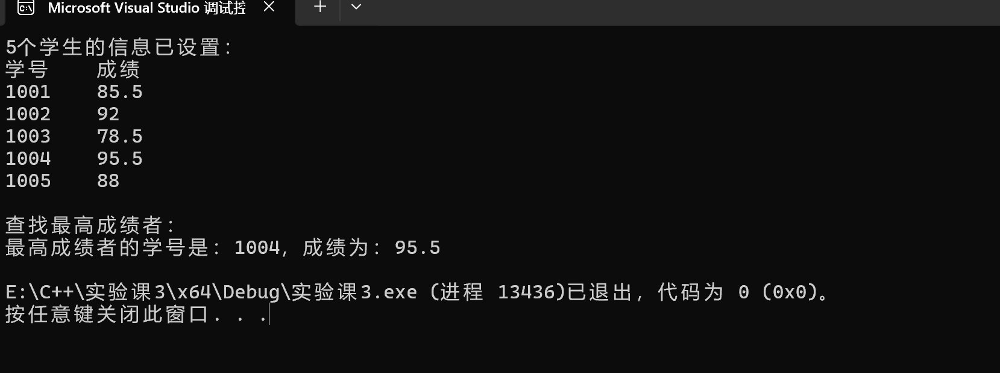 Microsoft Visual Studio 调试控
5个学生的信息已设置：
学号    成绩
1001    85.5
1002    92
1003    78.5
1004    95.5
1005    88
查找最高成绩者：
最高成绩者的学号是：1004，成绩为：95.5
E:\C++\实验课3\x64\Debug\实验课3.exe (进程 13436)已退出，代码为 0 (0x0)。
按任意键关闭此窗口. . .